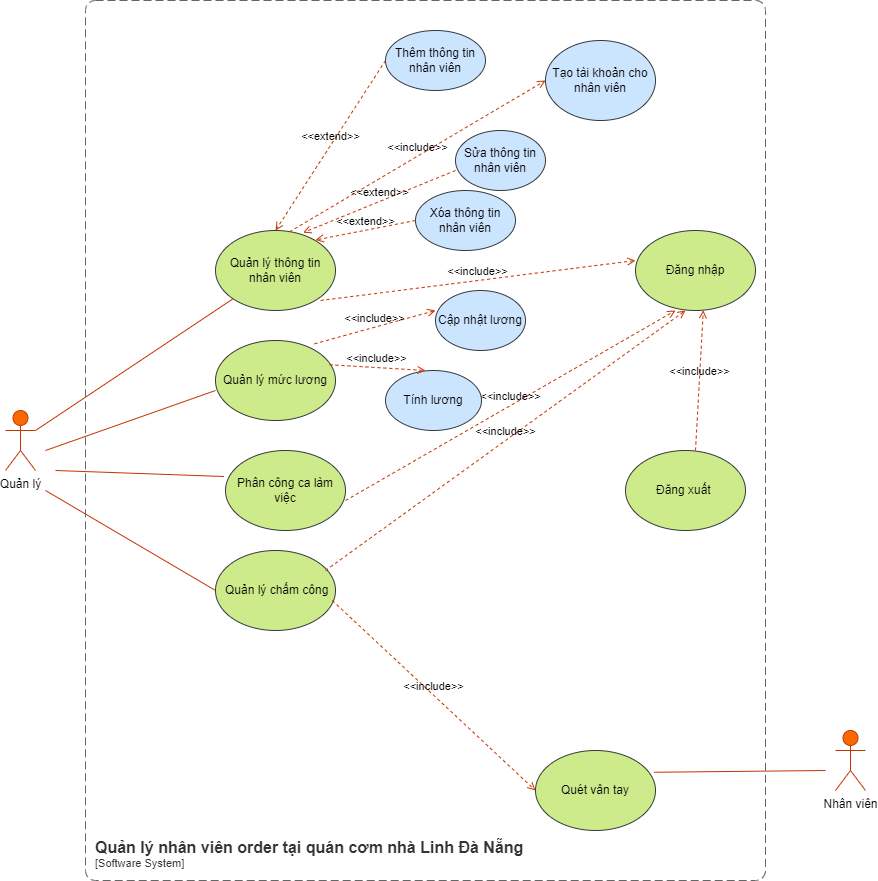 Thêm thông tin
nhân viên
Tạo tài khoản cho
nhân viên
<<extend>>
<<include>>
Sửa thông tin
nhân viên
<<extend>>
Xóa thông tin
nhân viên
<<extend>>
Quản lý thông tin
nhân viên
<<include>>
Đăng nhập
<<include>>
Cập nhật lương
<<include>>
Quản lý mức lương
Tính lương
<<include>>
<<include>>
<<include>>
Quản lý
Phân công ca làm
việc
Đăng xuất
Quản lý chấm công
<<include>>
Quét vân tay
Nhân viên
Quản lý nhân viên order tại quán cơm nhà Linh Đà Nẵng
[Software System]